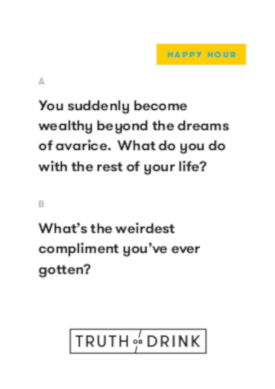 HAPPY HOUR
A
You suddenly become
wealthy beyond the dreams
of avarice. What do you do
with the rest of your life?
B
What's the weirdest
compliment you've ever
gotten?
TRUTH OR DRINK